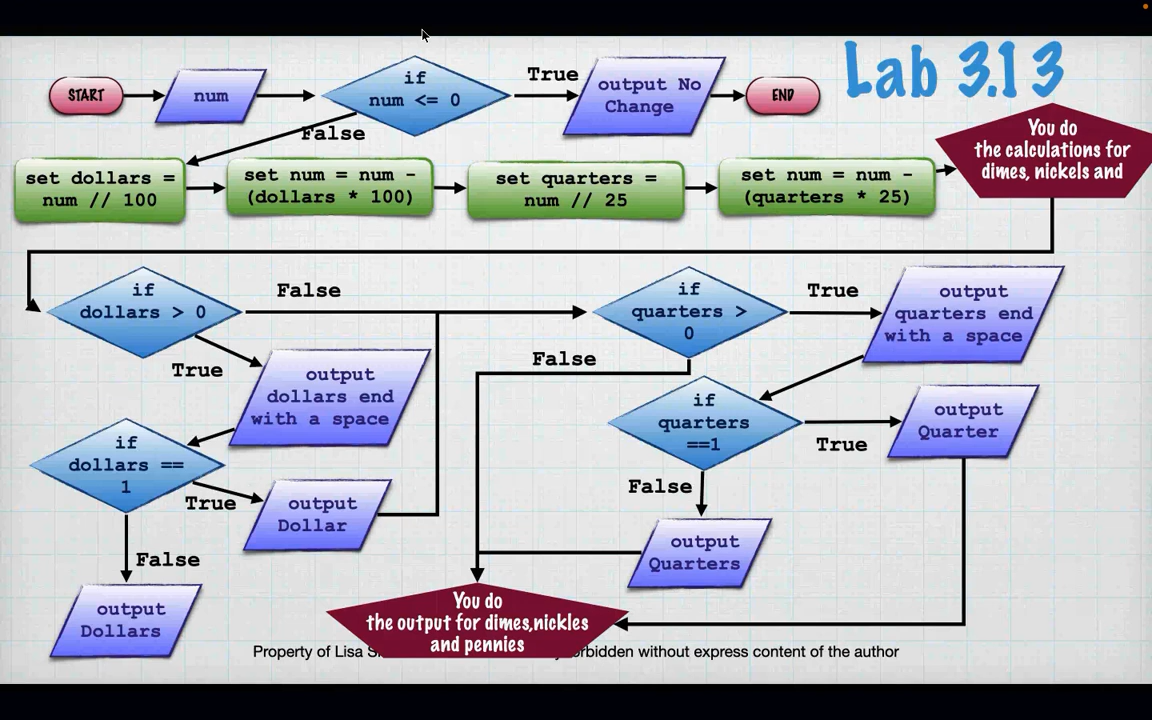 Lab 3.13
START
num
if
num <= 0
True
output No
Change
END
False
set dollars =
num // 100
set num = num -
(dollars * 100)
set quarters =
num // 25
set num = num -
(quarters * 25)
You do
the calculations for
dimes, nickels and
if
dollars > 0
False
True
output
dollars end
with a space
if
dollars ==
1
True
output
Dollar
False
output
Dollars
if
quarters >
0
True
output
quarters end
with a space
False
if
quarters
==1
True
output
Quarter
False
output
Quarters
You do
the output for dimes,nickles
and pennies
Property of Lisa without express content of the author